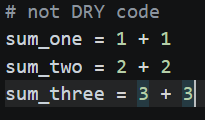 # not DRY code
sum_one = 1 + 1
sum_two = 2 + 2
sum_three = 3 + 3